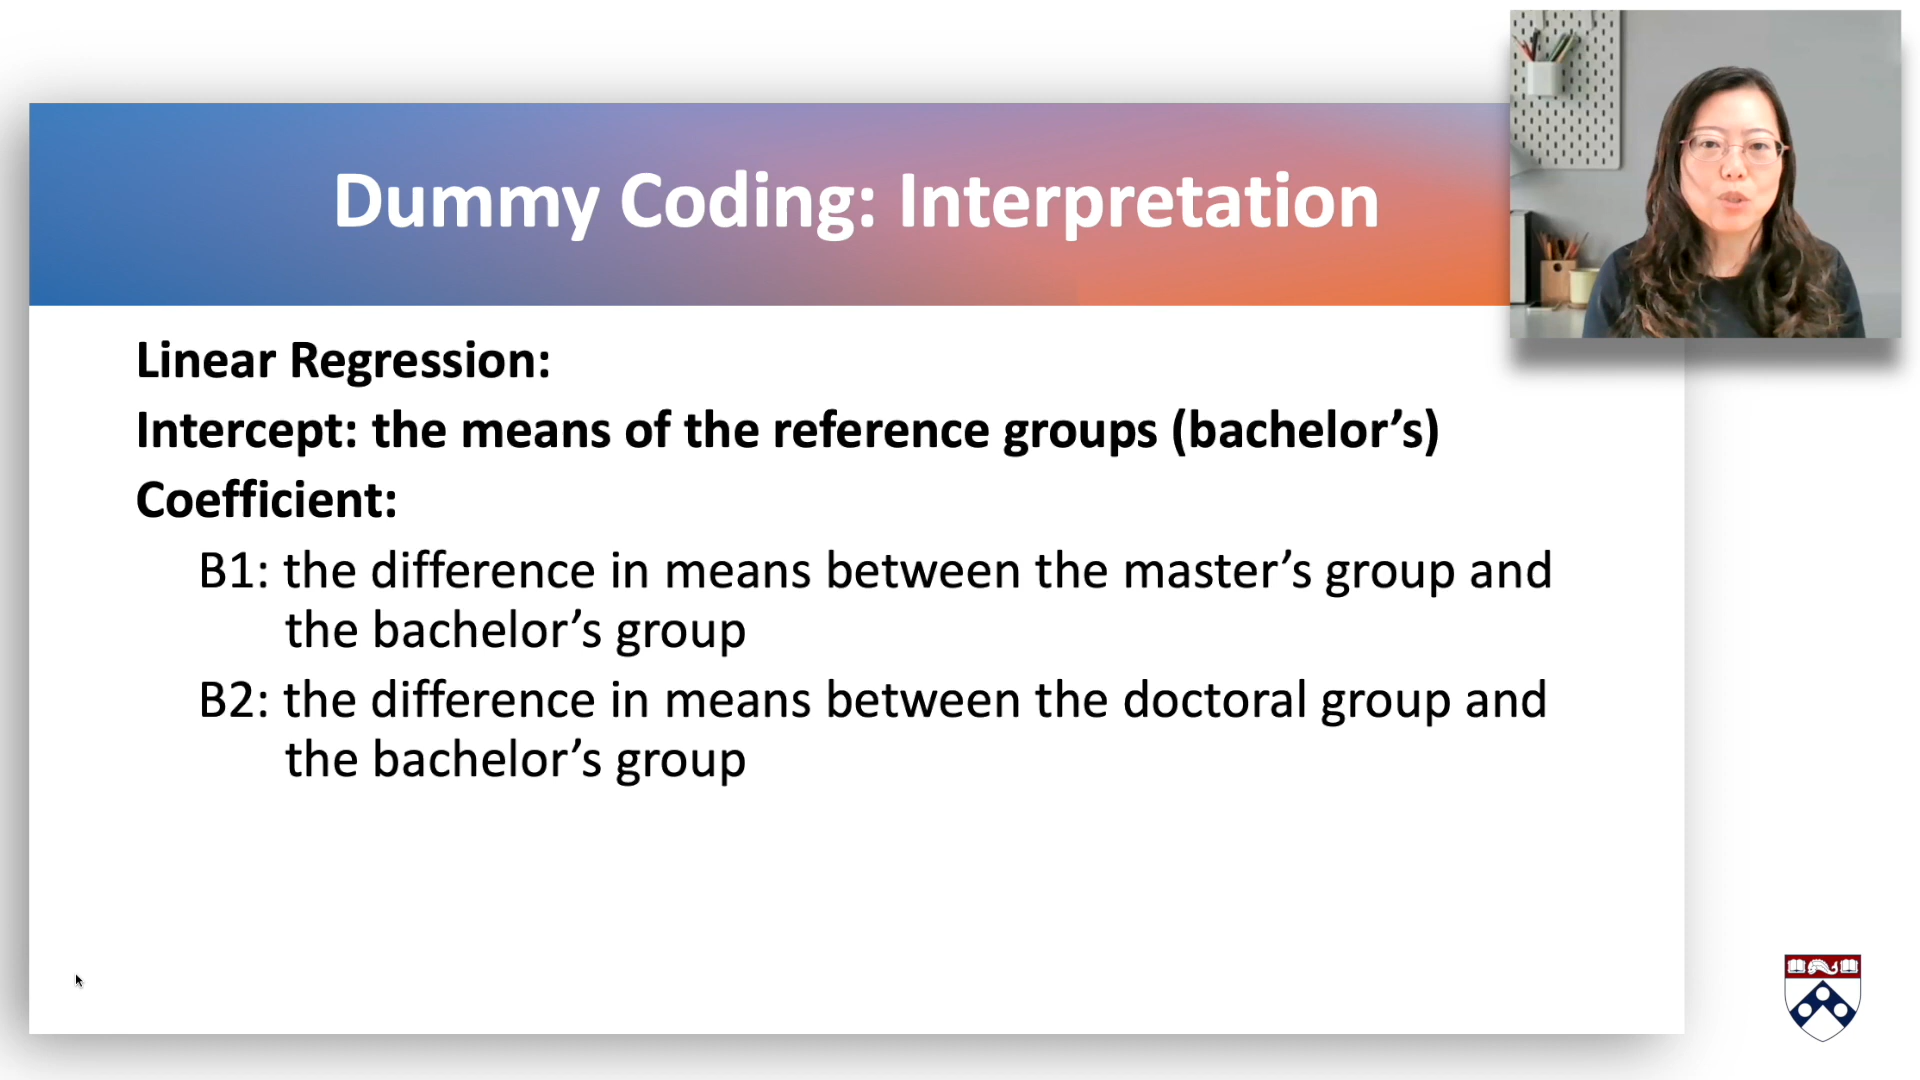 Dummy Coding: Interpretation
Linear Regression:
Intercept: the means of the reference groups (bachelor’s)
Coefficient:
B1: the difference in means between the master’s group and
the bachelor’s group
B2: the difference in means between the doctoral group and
the bachelor’s group